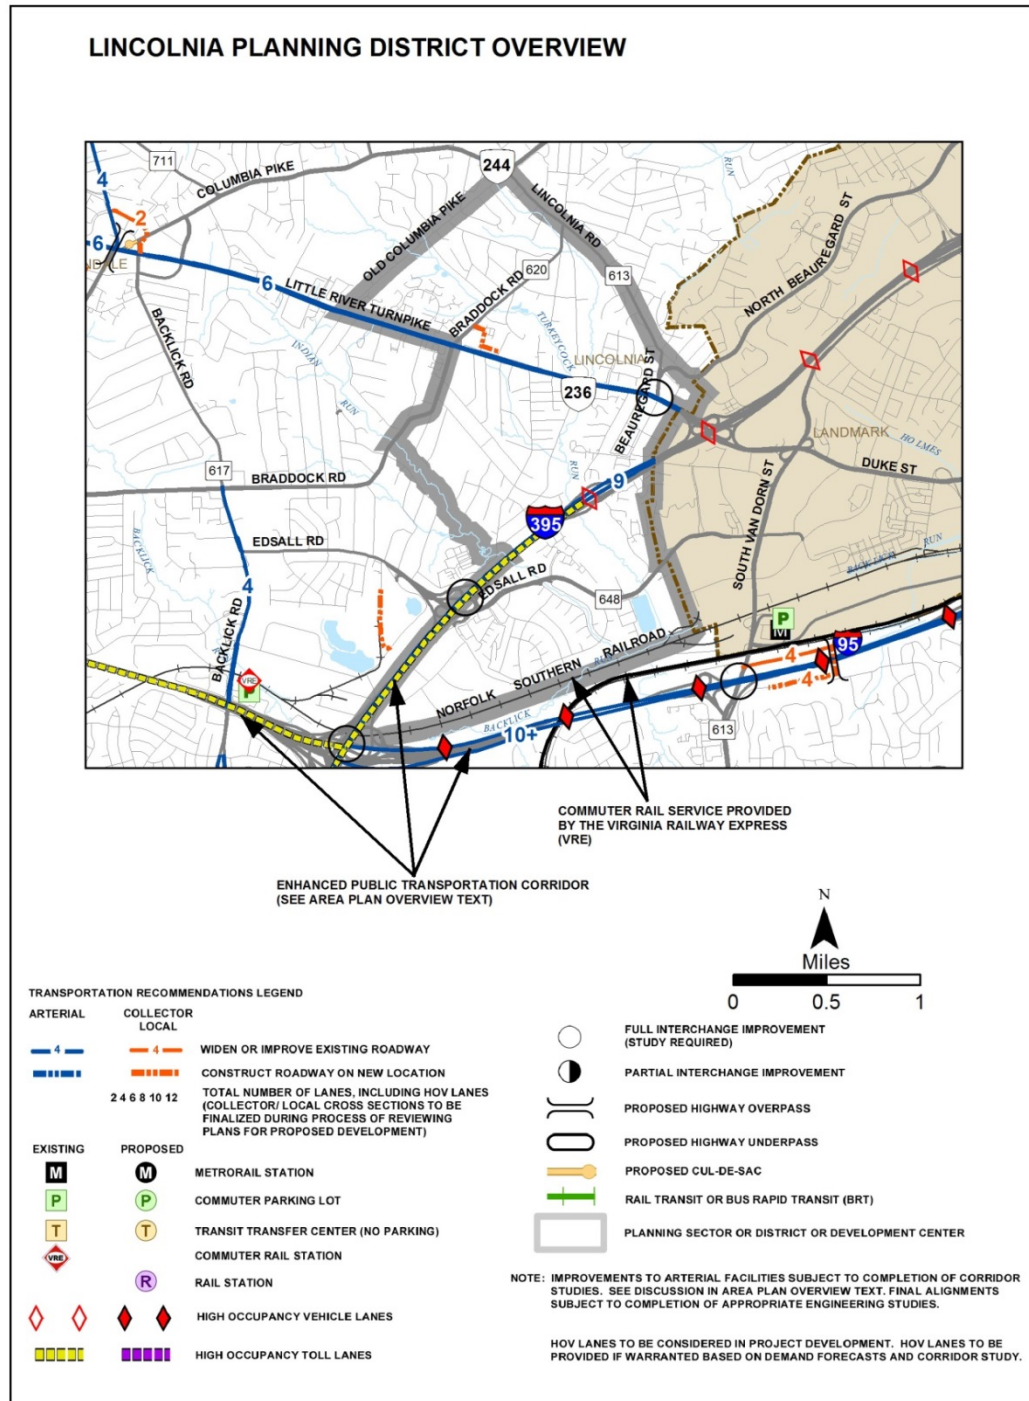 LINCOLNIA PLANNING DISTRICT OVERVIEW
711
COLUMBIA PIKE
244
4
2
6
6
OLD COLUMBIA PIKE
LINCOLNIA RD
RUN
NORTH BEAUREGARD ST
620
613
BRADDOCK RD
LITTLE RIVER TURNPIKE
NDALE
BACKLICK RD
INDIAN
RUN
TURKEYCOCK
LINCOLNIA
236
BEAUREGARD ST
LANDMARK
HOLMES
DUKE ST
617
BRADDOCK RD
RUN
9
395
SOUTH VAN DORN ST
EDSALL RD
BACKLICK
EDSALL RD
648
BACKLICK
RUN
4
BACKLICK RD
P
M
95
4
4
VRE
P
NORFOLK SOUTHERN RAILROAD
RUN
BACKLICK
10+
613
4
COMMUTER RAIL SERVICE PROVIDED
BY THE VIRGINIA RAILWAY EXPRESS
(VRE)
ENHANCED PUBLIC TRANSPORTATION CORRIDOR
(SEE AREA PLAN OVERVIEW TEXT)
N
Miles
0 0.5 1
TRANSPORTATION RECOMMENDATIONS LEGEND
ARTERIAL COLLECTOR
LOCAL
4 4 WIDEN OR IMPROVE EXISTING ROADWAY
CONSTRUCT ROADWAY ON NEW LOCATION
2 4 6 8 10 12 TOTAL NUMBER OF LANES, INCLUDING HOV LANES
(COLLECTOR/ LOCAL CROSS SECTIONS TO BE
FINALIZED DURING PROCESS OF REVIEWING
PLANS FOR PROPOSED DEVELOPMENT)
EXISTING PROPOSED
M M METRORAIL STATION
P P COMMUTER PARKING LOT
T T TRANSIT TRANSFER CENTER (NO PARKING)
VRE COMMUTER RAIL STATION
R RAIL STATION
HIGH OCCUPANCY VEHICLE LANES
HIGH OCCUPANCY TOLL LANES
FULL INTERCHANGE IMPROVEMENT
(STUDY REQUIRED)
PARTIAL INTERCHANGE IMPROVEMENT
PROPOSED HIGHWAY OVERPASS
PROPOSED HIGHWAY UNDERPASS
PROPOSED CUL-DE-SAC
RAIL TRANSIT OR BUS RAPID TRANSIT (BRT)
PLANNING SECTOR OR DISTRICT OR DEVELOPMENT CENTER
NOTE: IMPROVEMENTS TO ARTERIAL FACILITIES SUBJECT TO COMPLETION OF CORRIDOR
STUDIES. SEE DISCUSSION IN AREA PLAN OVERVIEW TEXT. FINAL ALIGNMENTS
SUBJECT TO COMPLETION OF APPROPRIATE ENGINEERING STUDIES.
HOV LANES TO BE CONSIDERED IN PROJECT DEVELOPMENT. HOV LANES TO BE
PROVIDED IF WARRANTED BASED ON DEMAND FORECASTS AND CORRIDOR STUDY.